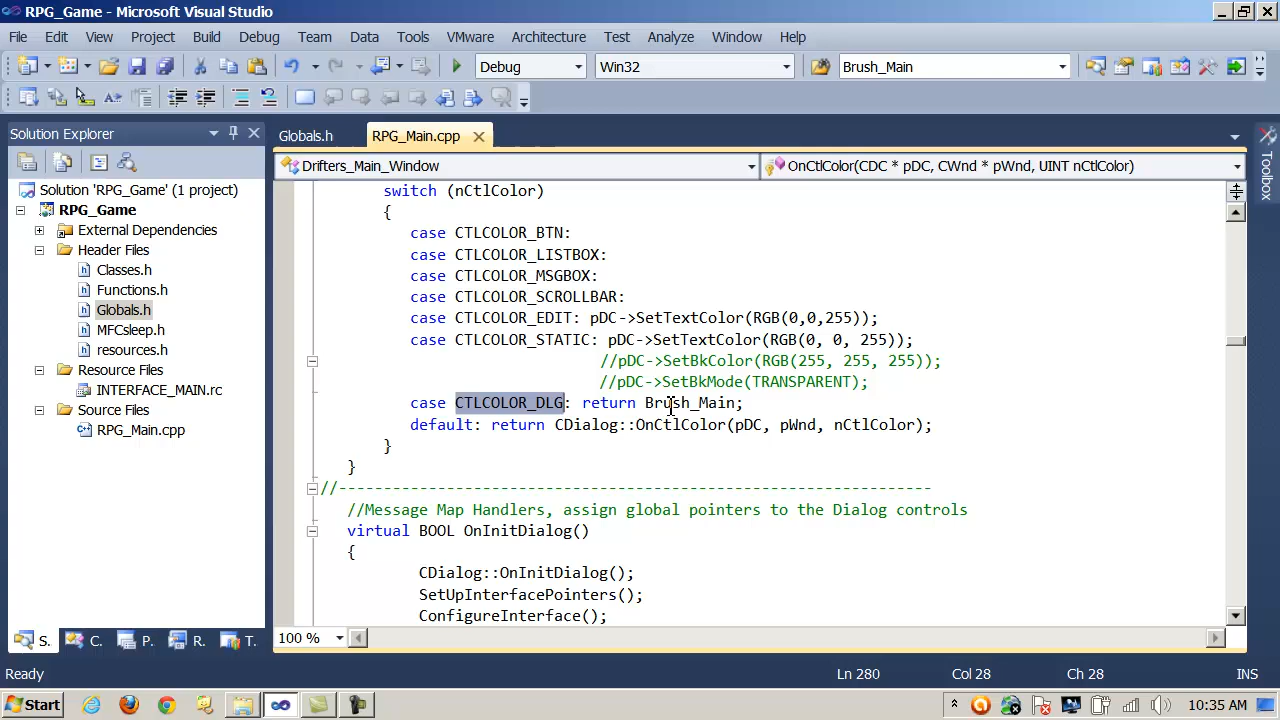 RPG_Game - Microsoft Visual Studio
File Edit View Project Build Debug Team Data Tools VMware Architecture Test Analyze Window Help
Debug Win32 Brush_Main
Solution Explorer
Solution 'RPG_Game' (1 project)
RPG_Game
External Dependencies
Header Files
Classes.h
Functions.h
Globals.h
MFCsleep.h
resources.h
Resource Files
INTERFACE_MAIN.rc
Source Files
RPG_Main.cpp
S. C. P. R. T.
Globals.h RPG_Main.cpp
Drifters_Main_Window OnCtlColor(CDC * pDC, CWnd * pWnd, UINT nCtlColor)
switch (nCtlColor)
{
case CTLCOLOR_BTN:
case CTLCOLOR_LISTBOX:
case CTLCOLOR_MSGBOX:
case CTLCOLOR_SCROLLBAR:
case CTLCOLOR_EDIT: pDC->SetTextColor(RGB(0,0,255));
case CTLCOLOR_STATIC: pDC->SetTextColor(RGB(0, 0, 255));
//pDC->SetBkColor(RGB(255, 255, 255));
//pDC->SetBkMode(TRANSPARENT);
case CTLCOLOR_DLG: return Brush_Main;
default: return CDialog::OnCtlColor(pDC, pWnd, nCtlColor);
}
}
//------------------------------------------------------------------
//Message Map Handlers, assign global pointers to the Dialog controls
virtual BOOL OnInitDialog()
{
CDialog::OnInitDialog();
SetUpInterfacePointers();
ConfigureInterface();
100 %
Toolbox
Ready Ln 280 Col 28 Ch 28 INS
Start 10:35 AM